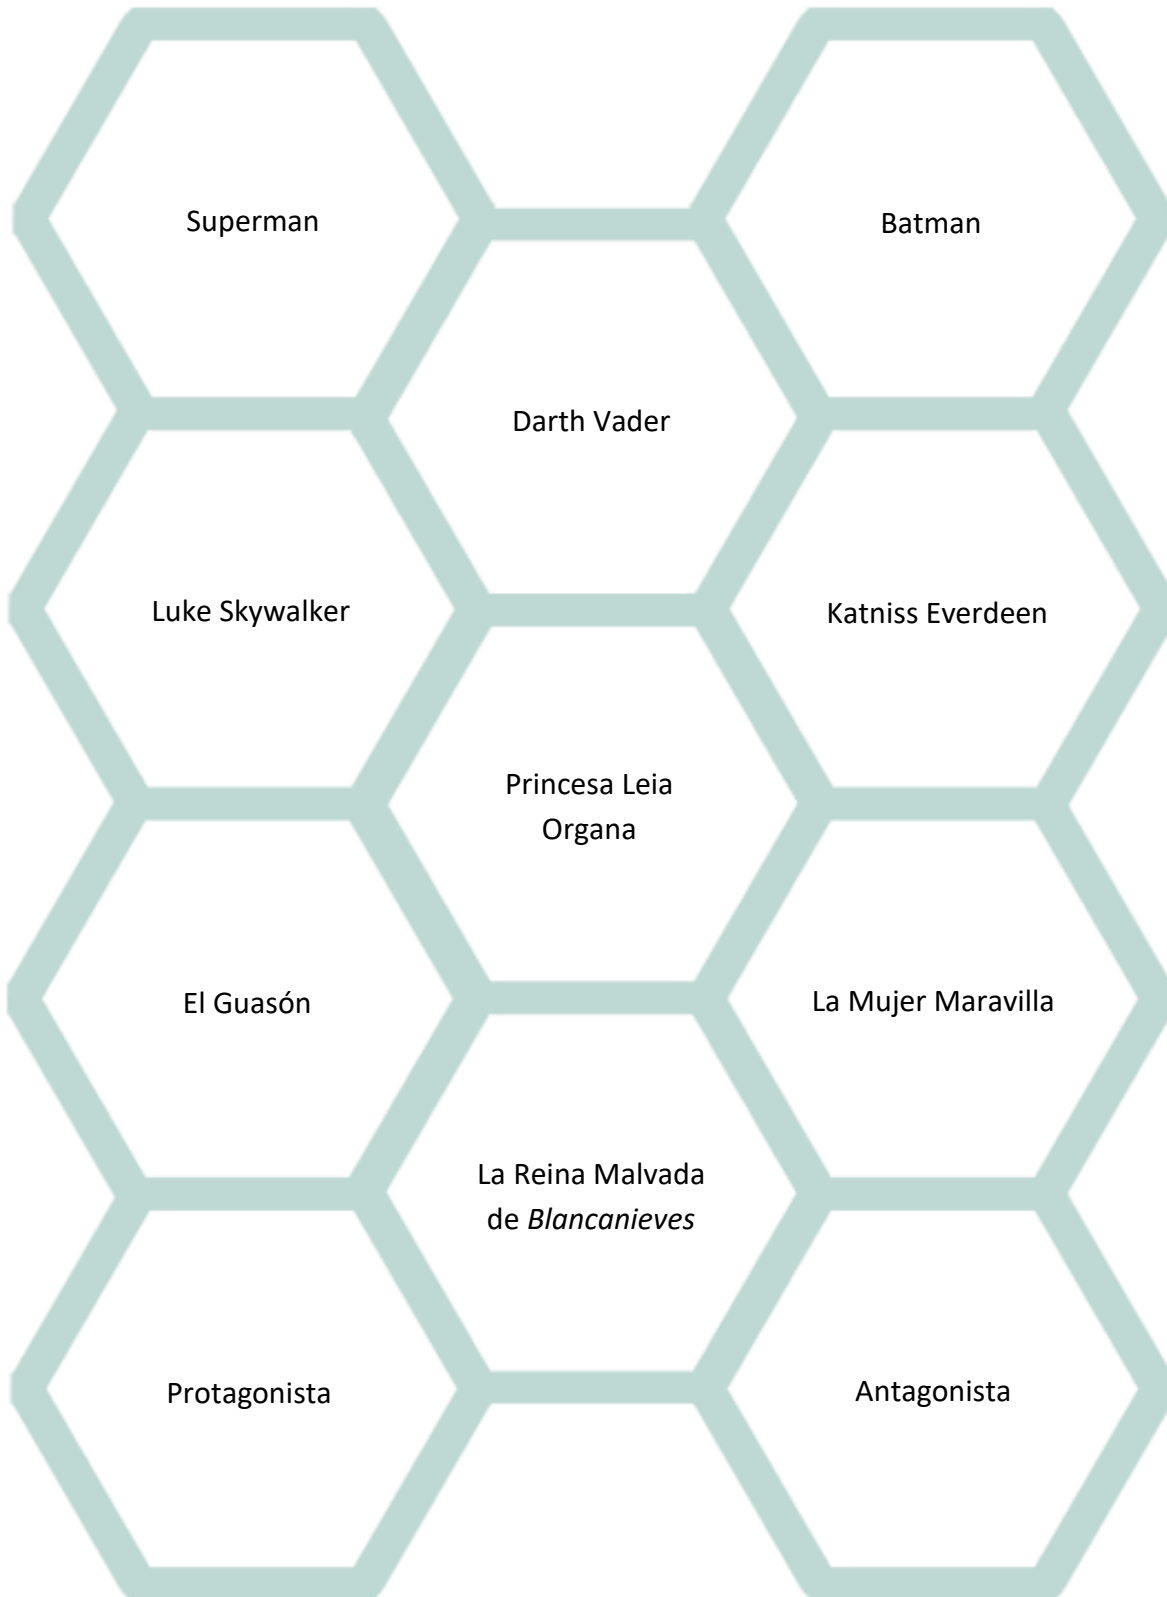 Superman
Batman
Darth Vader
Luke Skywalker
Katniss Everdeen
Princesa Leia
Organa
El Guasón
La Mujer Maravilla
La Reina Malvada
de Blancanieves
Protagonista
Antagonista